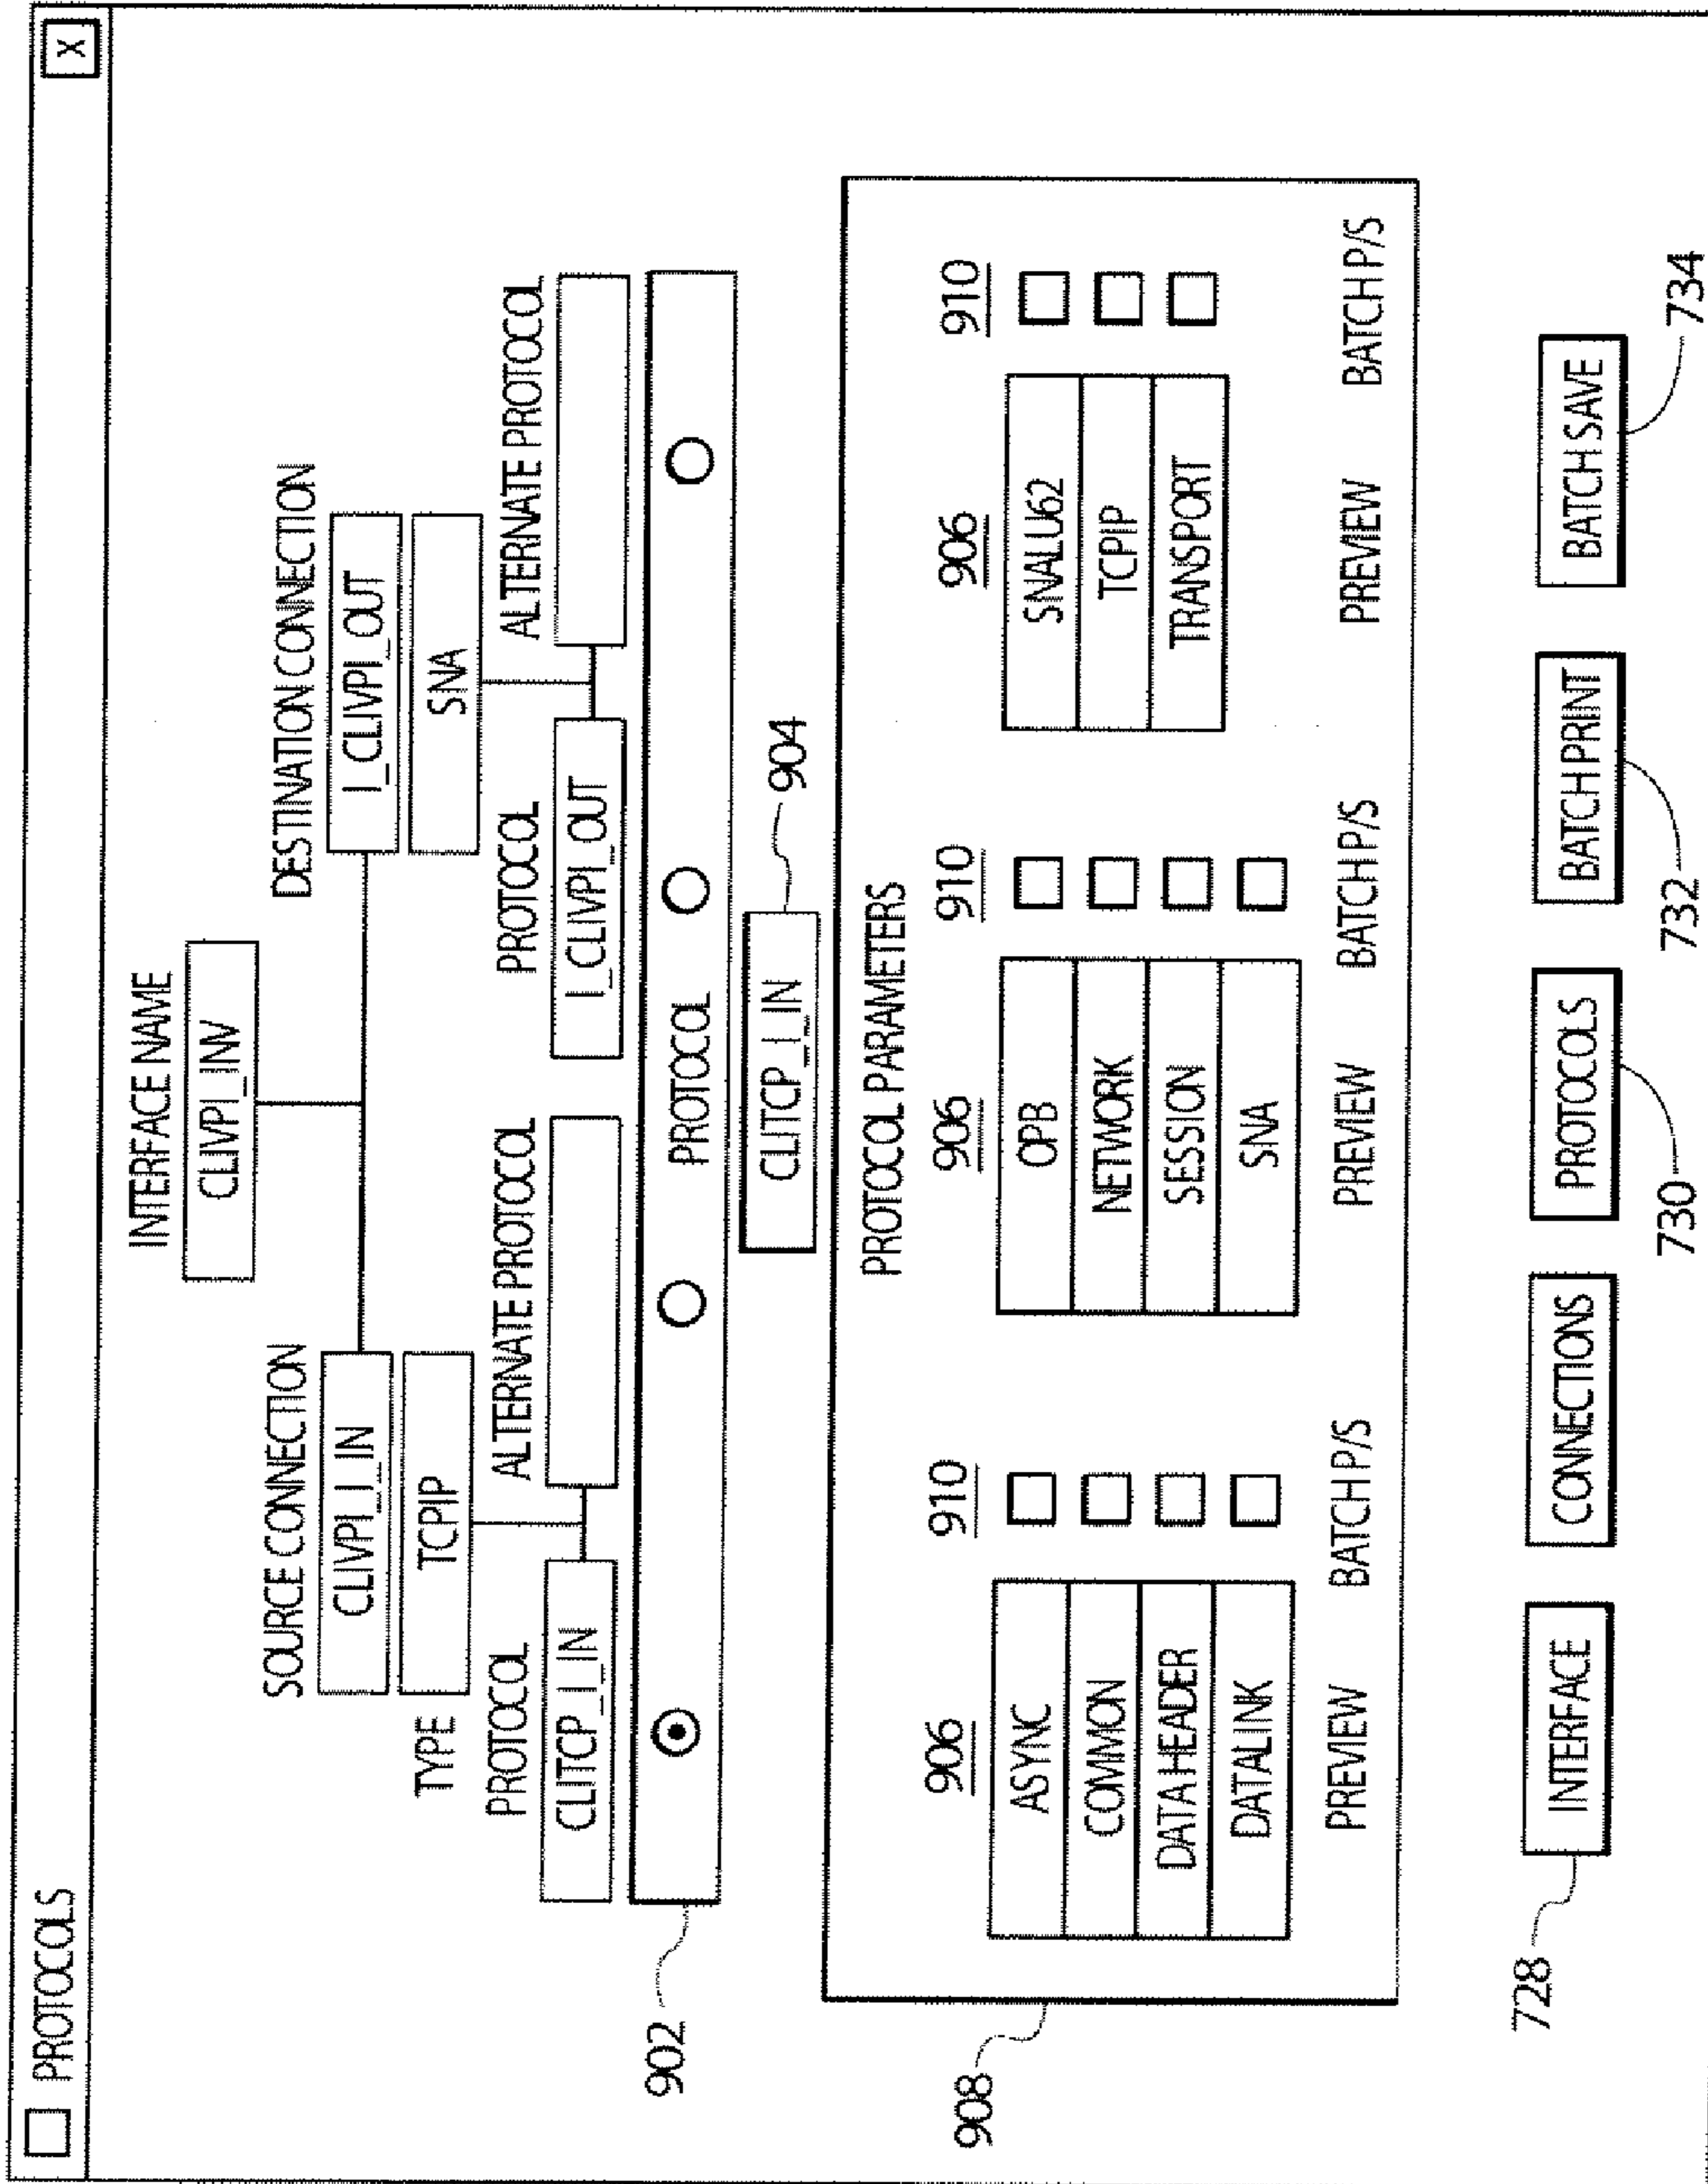 PROTOCOLS X
INTERFACE NAME
CLIVPI_INV
SOURCE CONNECTION DESTINATION CONNECTION
CLIVPI_I_IN I_CLIVPI_OUT
TYPE TCPIP SNA
PROTOCOL ALTERNATE PROTOCOL PROTOCOL ALTERNATE PROTOCOL
CLITCP_I_IN I_CLIVPI_OUT
902 PROTOCOL
CLITCP_I_IN 904
PROTOCOL PARAMETERS
906 910 906 910 906 910
ASYNC OPB SNALU62
COMMON NETWORK TCPIP
DATA HEADER SESSION TRANSPORT
DATALINK SNA
PREVIEW BATCH P/S PREVIEW BATCH P/S PREVIEW BATCH P/S
908
INTERFACE CONNECTIONS PROTOCOLS BATCH PRINT BATCH SAVE
728 730 732 734